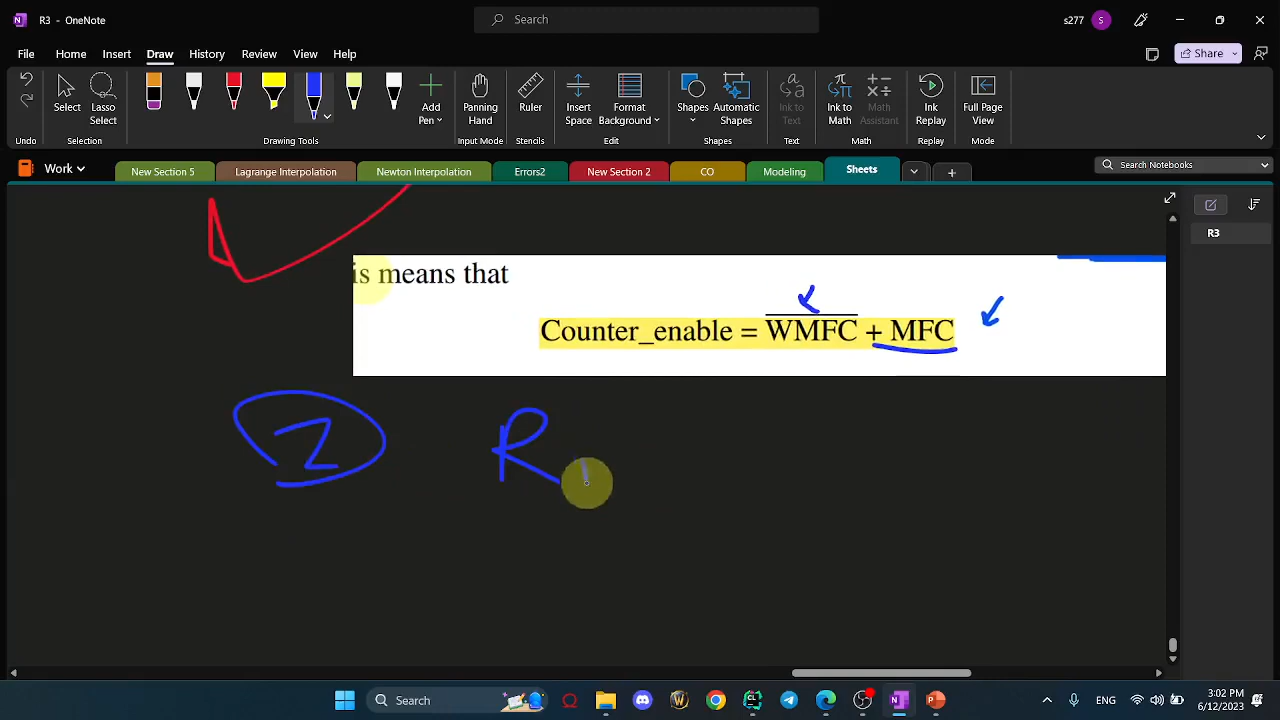 R3 - OneNote
Search
s277
S
File Home Insert Draw History Review View Help
Share
Undo
Select
Lasso Select
Selection
Drawing Tools
Add Pen
Panning Hand
Input Mode
Ruler
Stencils
Insert Space
Format Background
Edit
Shapes
Automatic Shapes
Shapes
Ink to Text
Text
Ink to Math
Math Assistant
Math
Ink Replay
Replay
Full Page View
Mode
Work
New Section 5
Lagrange Interpolation
Newton Interpolation
Errors2
New Section 2
CO
Modeling
Sheets
Search Notebooks
R3
is means that
Counter_enable = W̅M̅F̅C̅ + MFC
2 R
Search
ENG
3:02 PM
6/12/2023